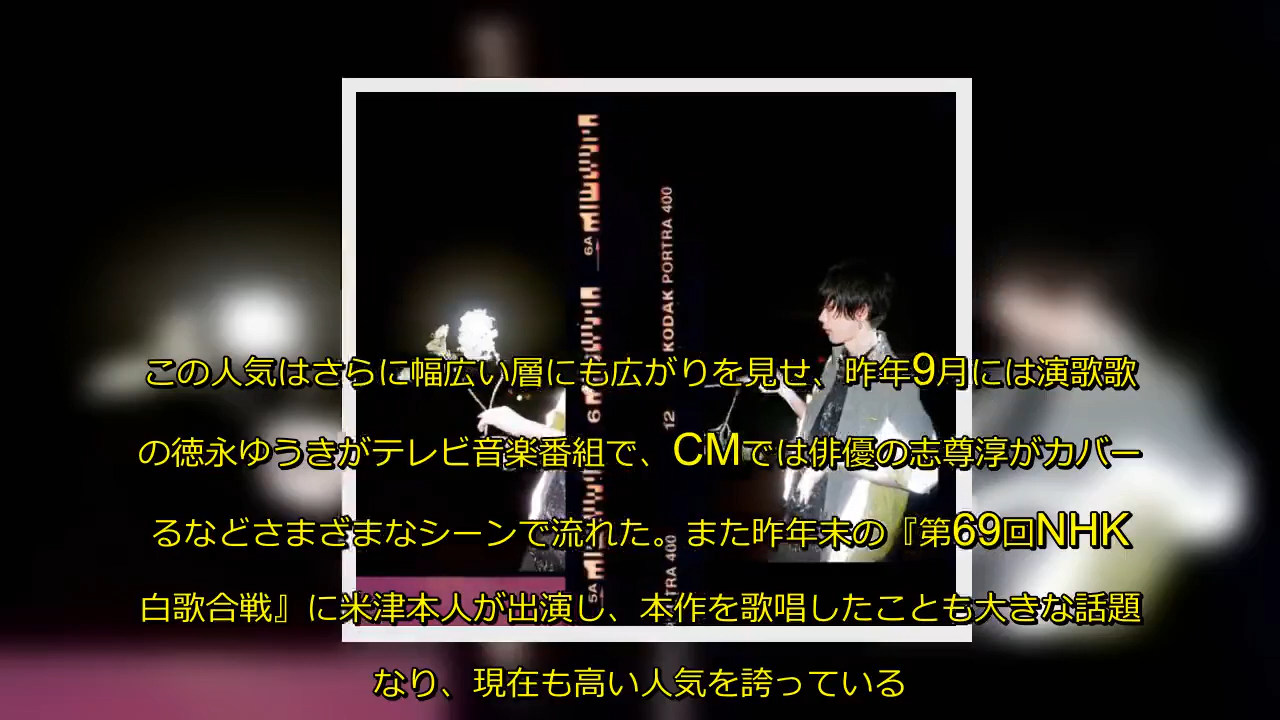 この人気はさらに幅広い層にも広がりを見せ、昨年9月には演歌歌
の徳永ゆうきがテレビ音楽番組で、CMでは俳優の志尊淳がカバー
るなどさまざまなシーンで流れた。また昨年末の『第69回NHK
白歌合戦』に米津本人が出演し、本作を歌唱したことも大きな話題
なり、現在も高い人気を誇っている
6A
KODAK PORTRA 400
6
12
5A
TRA 400